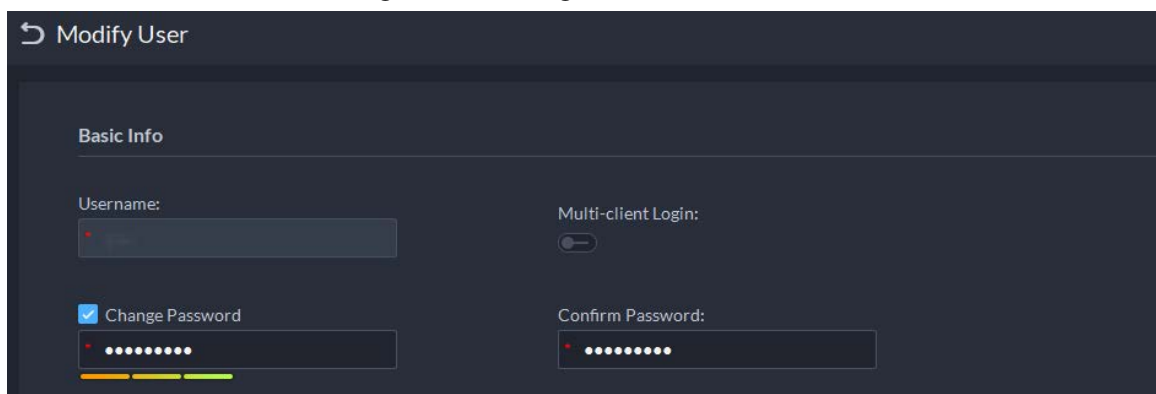 Modify User
Basic Info
Username:
Multi-client Login:
*
Change Password
Confirm Password:
* •••••••••
* •••••••••